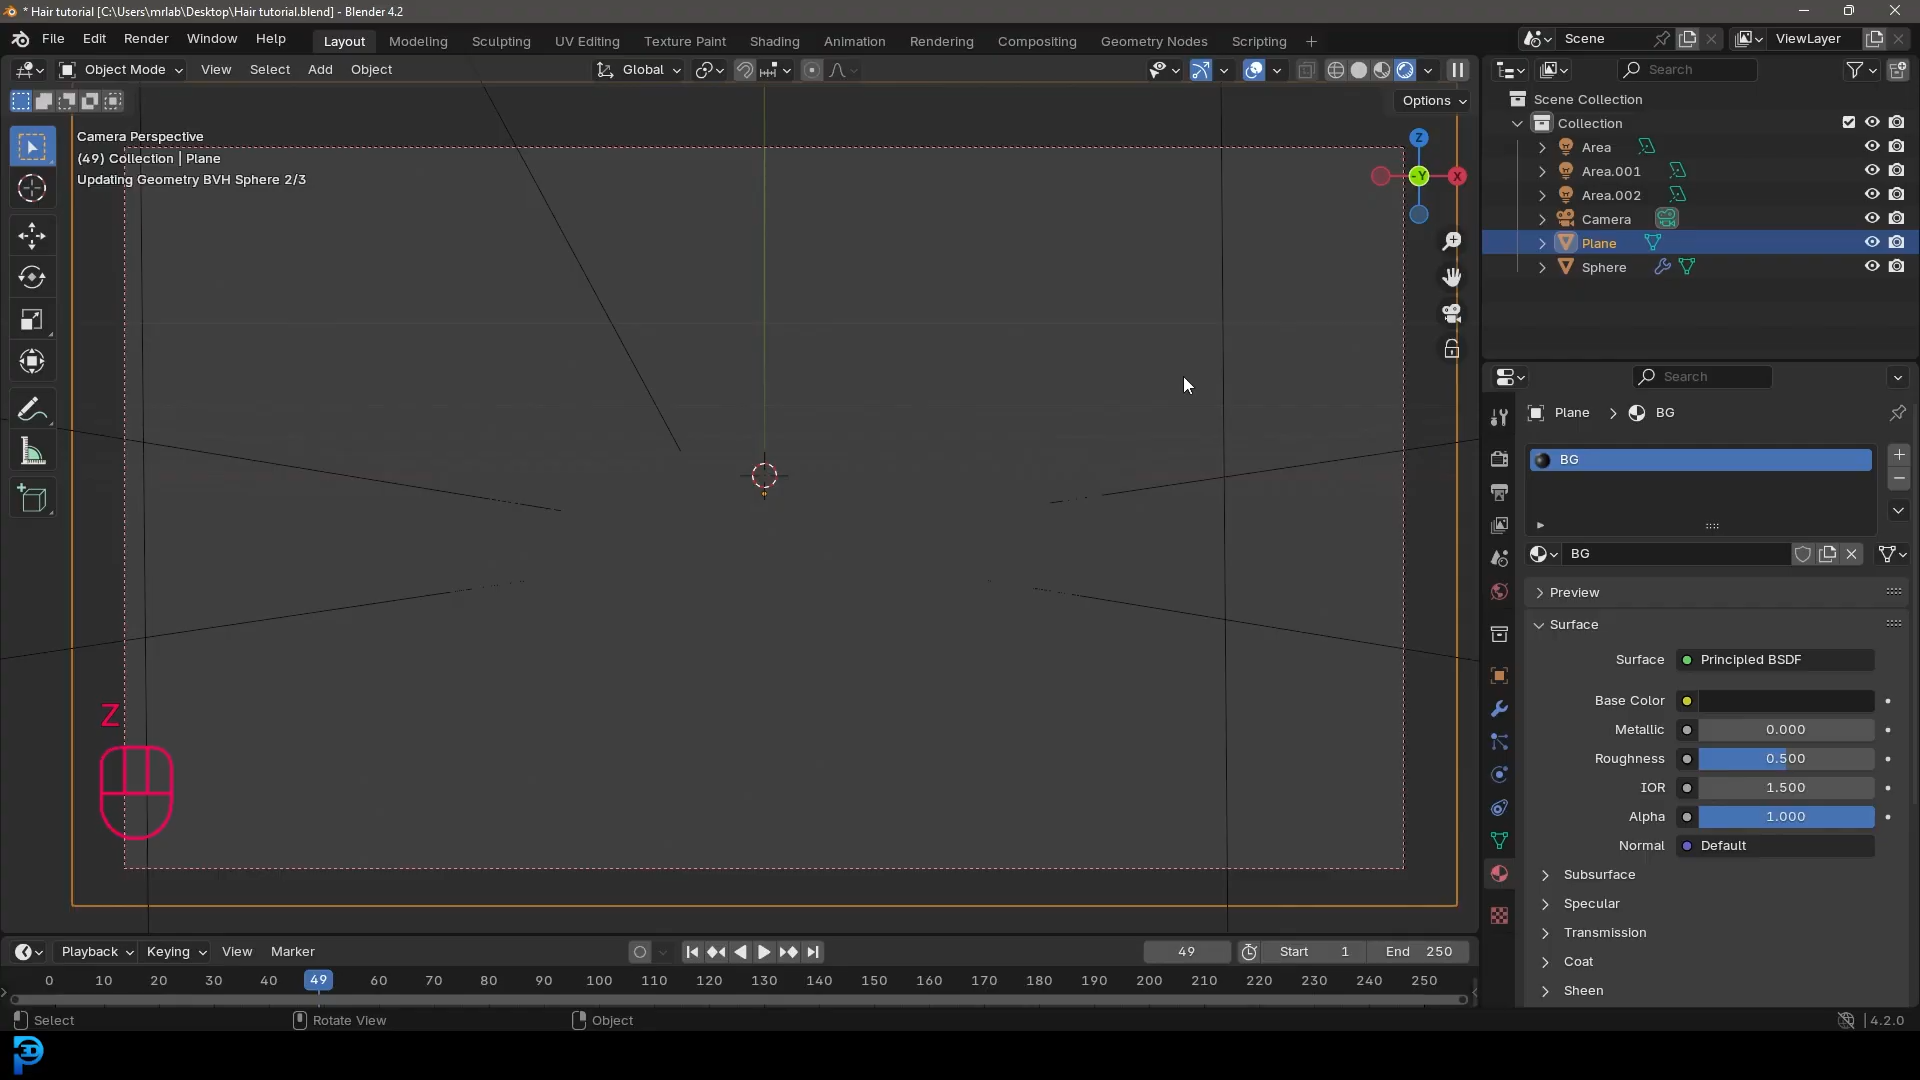 * Hair tutorial [C:\Users\mrlab\Desktop\Hair tutorial.blend] - Blender 4.2
File Edit Render Window Help Layout Modeling Sculpting UV Editing Texture Paint Shading Animation Rendering Compositing Geometry Nodes Scripting + Scene ViewLayer
Object Mode View Select Add Object Global Search
Options
Scene Collection
Collection
Area
Area.001
Area.002
Camera
Plane
Sphere
Camera Perspective
(49) Collection | Plane
Updating Geometry BVH Sphere 2/3
Z
-Y
X
Z
Search
Plane > BG
BG
BG
Preview
Surface
Surface Principled BSDF
Base Color
Metallic 0.000
Roughness 0.500
IOR 1.500
Alpha 1.000
Normal Default
Subsurface
Specular
Transmission
Coat
Sheen
Playback Keying View Marker 49 Start 1 End 250
0 10 20 30 40 49 60 70 80 90 100 110 120 130 140 150 160 170 180 190 200 210 220 230 240 250
Select Rotate View Object 4.2.0
3D